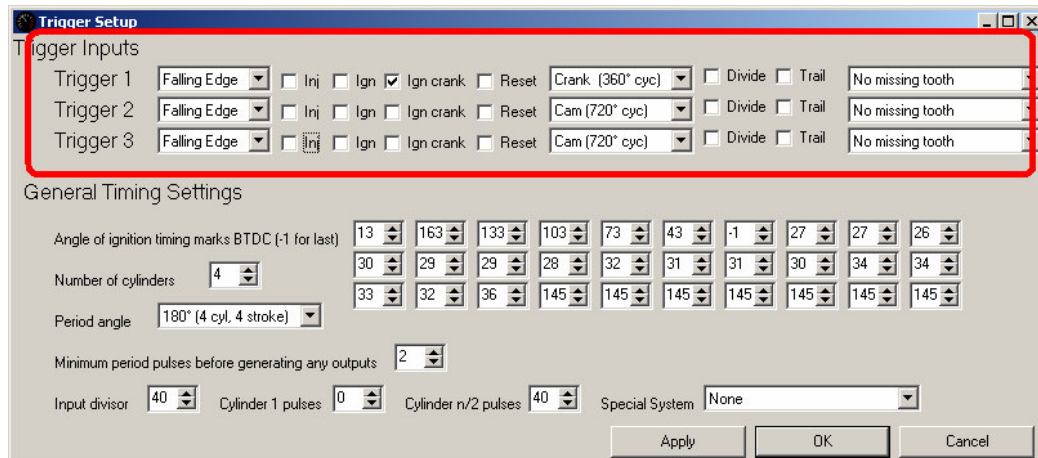 Trigger Setup
Trigger Inputs
Trigger 1 Falling Edge Inj Ign Ign crank Reset Crank (360° cyc) Divide Trail No missing tooth
Trigger 2 Falling Edge Inj Ign Ign crank Reset Cam (720° cyc) Divide Trail No missing tooth
Trigger 3 Falling Edge Inj Ign Ign crank Reset Cam (720° cyc) Divide Trail No missing tooth
General Timing Settings
Angle of ignition timing marks BTDC (-1 for last) 13 163 133 103 73 43 -1 27 27 26
30 29 29 28 32 31 31 30 34 34
33 32 36 145 145 145 145 145 145 145
Number of cylinders 4
Period angle 180° (4 cyl, 4 stroke)
Minimum period pulses before generating any outputs 2
Input divisor 40 Cylinder 1 pulses 0 Cylinder n/2 pulses 40 Special System None
Apply OK Cancel